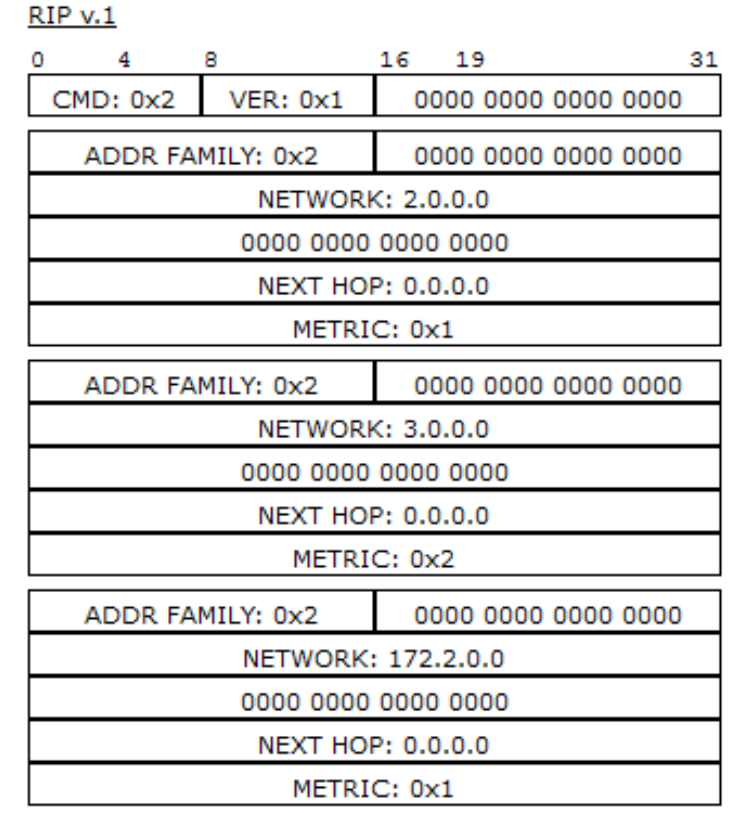 RIP v.1
0 4 8 16 19 31
CMD: 0x2 VER: 0x1 0000 0000 0000 0000
ADDR FAMILY: 0x2 0000 0000 0000 0000
NETWORK: 2.0.0.0
0000 0000 0000 0000
NEXT HOP: 0.0.0.0
METRIC: 0x1
ADDR FAMILY: 0x2 0000 0000 0000 0000
NETWORK: 3.0.0.0
0000 0000 0000 0000
NEXT HOP: 0.0.0.0
METRIC: 0x2
ADDR FAMILY: 0x2 0000 0000 0000 0000
NETWORK: 172.2.0.0
0000 0000 0000 0000
NEXT HOP: 0.0.0.0
METRIC: 0x1